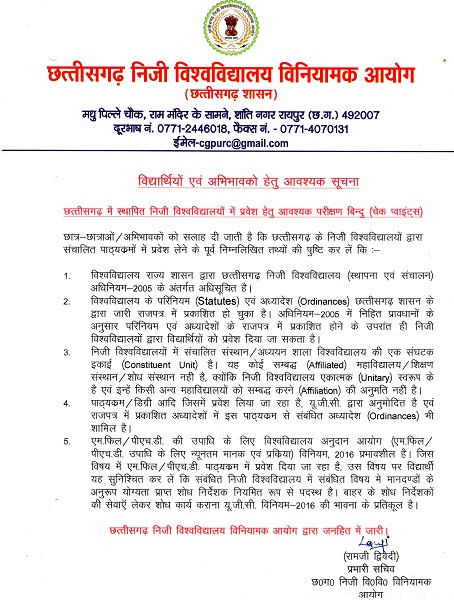 छत्तीसगढ़ निजी विश्वविद्यालय विनियामक आयोग
(छत्तीसगढ़ शासन)
मधु पिल्ले चौक, राम मंदिर के सामने, शांति नगर रायपुर (छ.ग.) 492007
दूरभाष नं. 0771-2446018, फैक्स नं. - 0771-4070131
ईमेल-cgpurc@gmail.com
विद्यार्थियों एवं अभिभावको हेतु आवश्यक सूचना
छत्तीसगढ़ में स्थापित निजी विश्वविद्यालयों में प्रवेश हेतु आवश्यक परीक्षण बिन्दु (चेक प्वाइंट्स)
छात्र-छात्राओं/अभिभावकों को सलाह दी जाती है कि छत्तीसगढ़ के निजी विश्वविद्यालयों द्वारा
संचालित पाठ्यक्रमों में प्रवेश लेने के पूर्व निम्नलिखित तथ्यों की पुष्टि कर लें कि :-
1. विश्वविद्यालय राज्य शासन द्वारा छत्तीसगढ़ निजी विश्वविद्यालय (स्थापना एवं संचालन)
अधिनियम-2005 के अंतर्गत अधिसूचित है।
2. विश्वविद्यालय के परिनियम (Statutes) एवं अध्यादेश (Ordinances) छत्तीसगढ़ शासन के
द्वारा जारी राजपत्र में प्रकाशित हो चुका है। अधिनियम-2005 में निहित प्रावधानों के
अनुसार परिनियम एवं अध्यादेशों के राजपत्र में प्रकाशित होने के उपरांत ही निजी
विश्वविद्यालयों द्वारा विद्यार्थियों को प्रवेश दिया जा सकता है।
3. निजी विश्वविद्यालयों में संचालित संस्थान/अध्ययन शाला विश्वविद्यालय की एक संघटक
इकाई (Constituent Unit) है। यह कोई सम्बद्ध (Affiliated) महाविद्यालय/शिक्षण
संस्थान/शोध संस्थान नही है, क्योंकि निजी विश्वविद्यालय एकात्मक (Unitary) स्वरूप के
है एवं इन्हें किसी अन्य महाविद्यालयों को सम्बद्ध करने (Affiliation) की अनुमति नहीं है।
4. पाठ्यक्रम/डिग्री आदि जिसमें प्रवेश लिया जा रहा है, यू.जी.सी. द्वारा अनुमोदित है एवं
राजपत्र में प्रकाशित अध्यादेशों में इस पाठ्यक्रम से संबंधित अध्यादेश (Ordinances) भी
शामिल है।
5. एम.फिल/पीएच.डी. की उपाधि के लिए विश्वविद्यालय अनुदान आयोग (एम.फिल/
पीएच.डी. उपाधि के लिए न्यूनतम मानक एवं प्रकिया) विनियम, 2016 प्रभावशील है। जिस
विषय में एम.फिल/पीएच.डी. पाठ्यक्रम में प्रवेश दिया जा रहा है, उस विषय पर विद्यार्थी
यह सुनिश्चित कर लें कि संबंधित निजी विश्वविद्यालय में संबंधित विषय मे मानदण्डों के
अनुरूप योग्यता प्राप्त शोध निर्देशक नियमित रूप से पदस्थ है। बाहर के शोध निर्देशकों
की सेवाऐं लेकर शोध कार्य कराना यू.जी.सी. विनियम-2016 की भावना के प्रतिकूल है।
छत्तीसगढ़ निजी विश्वविद्यालय विनियामक आयोग द्वारा जनहित में जारी।
(रामजी द्विवेदी)
प्रभारी सचिव
छ0ग0 निजी वि0वि0 विनियामक
आयोग